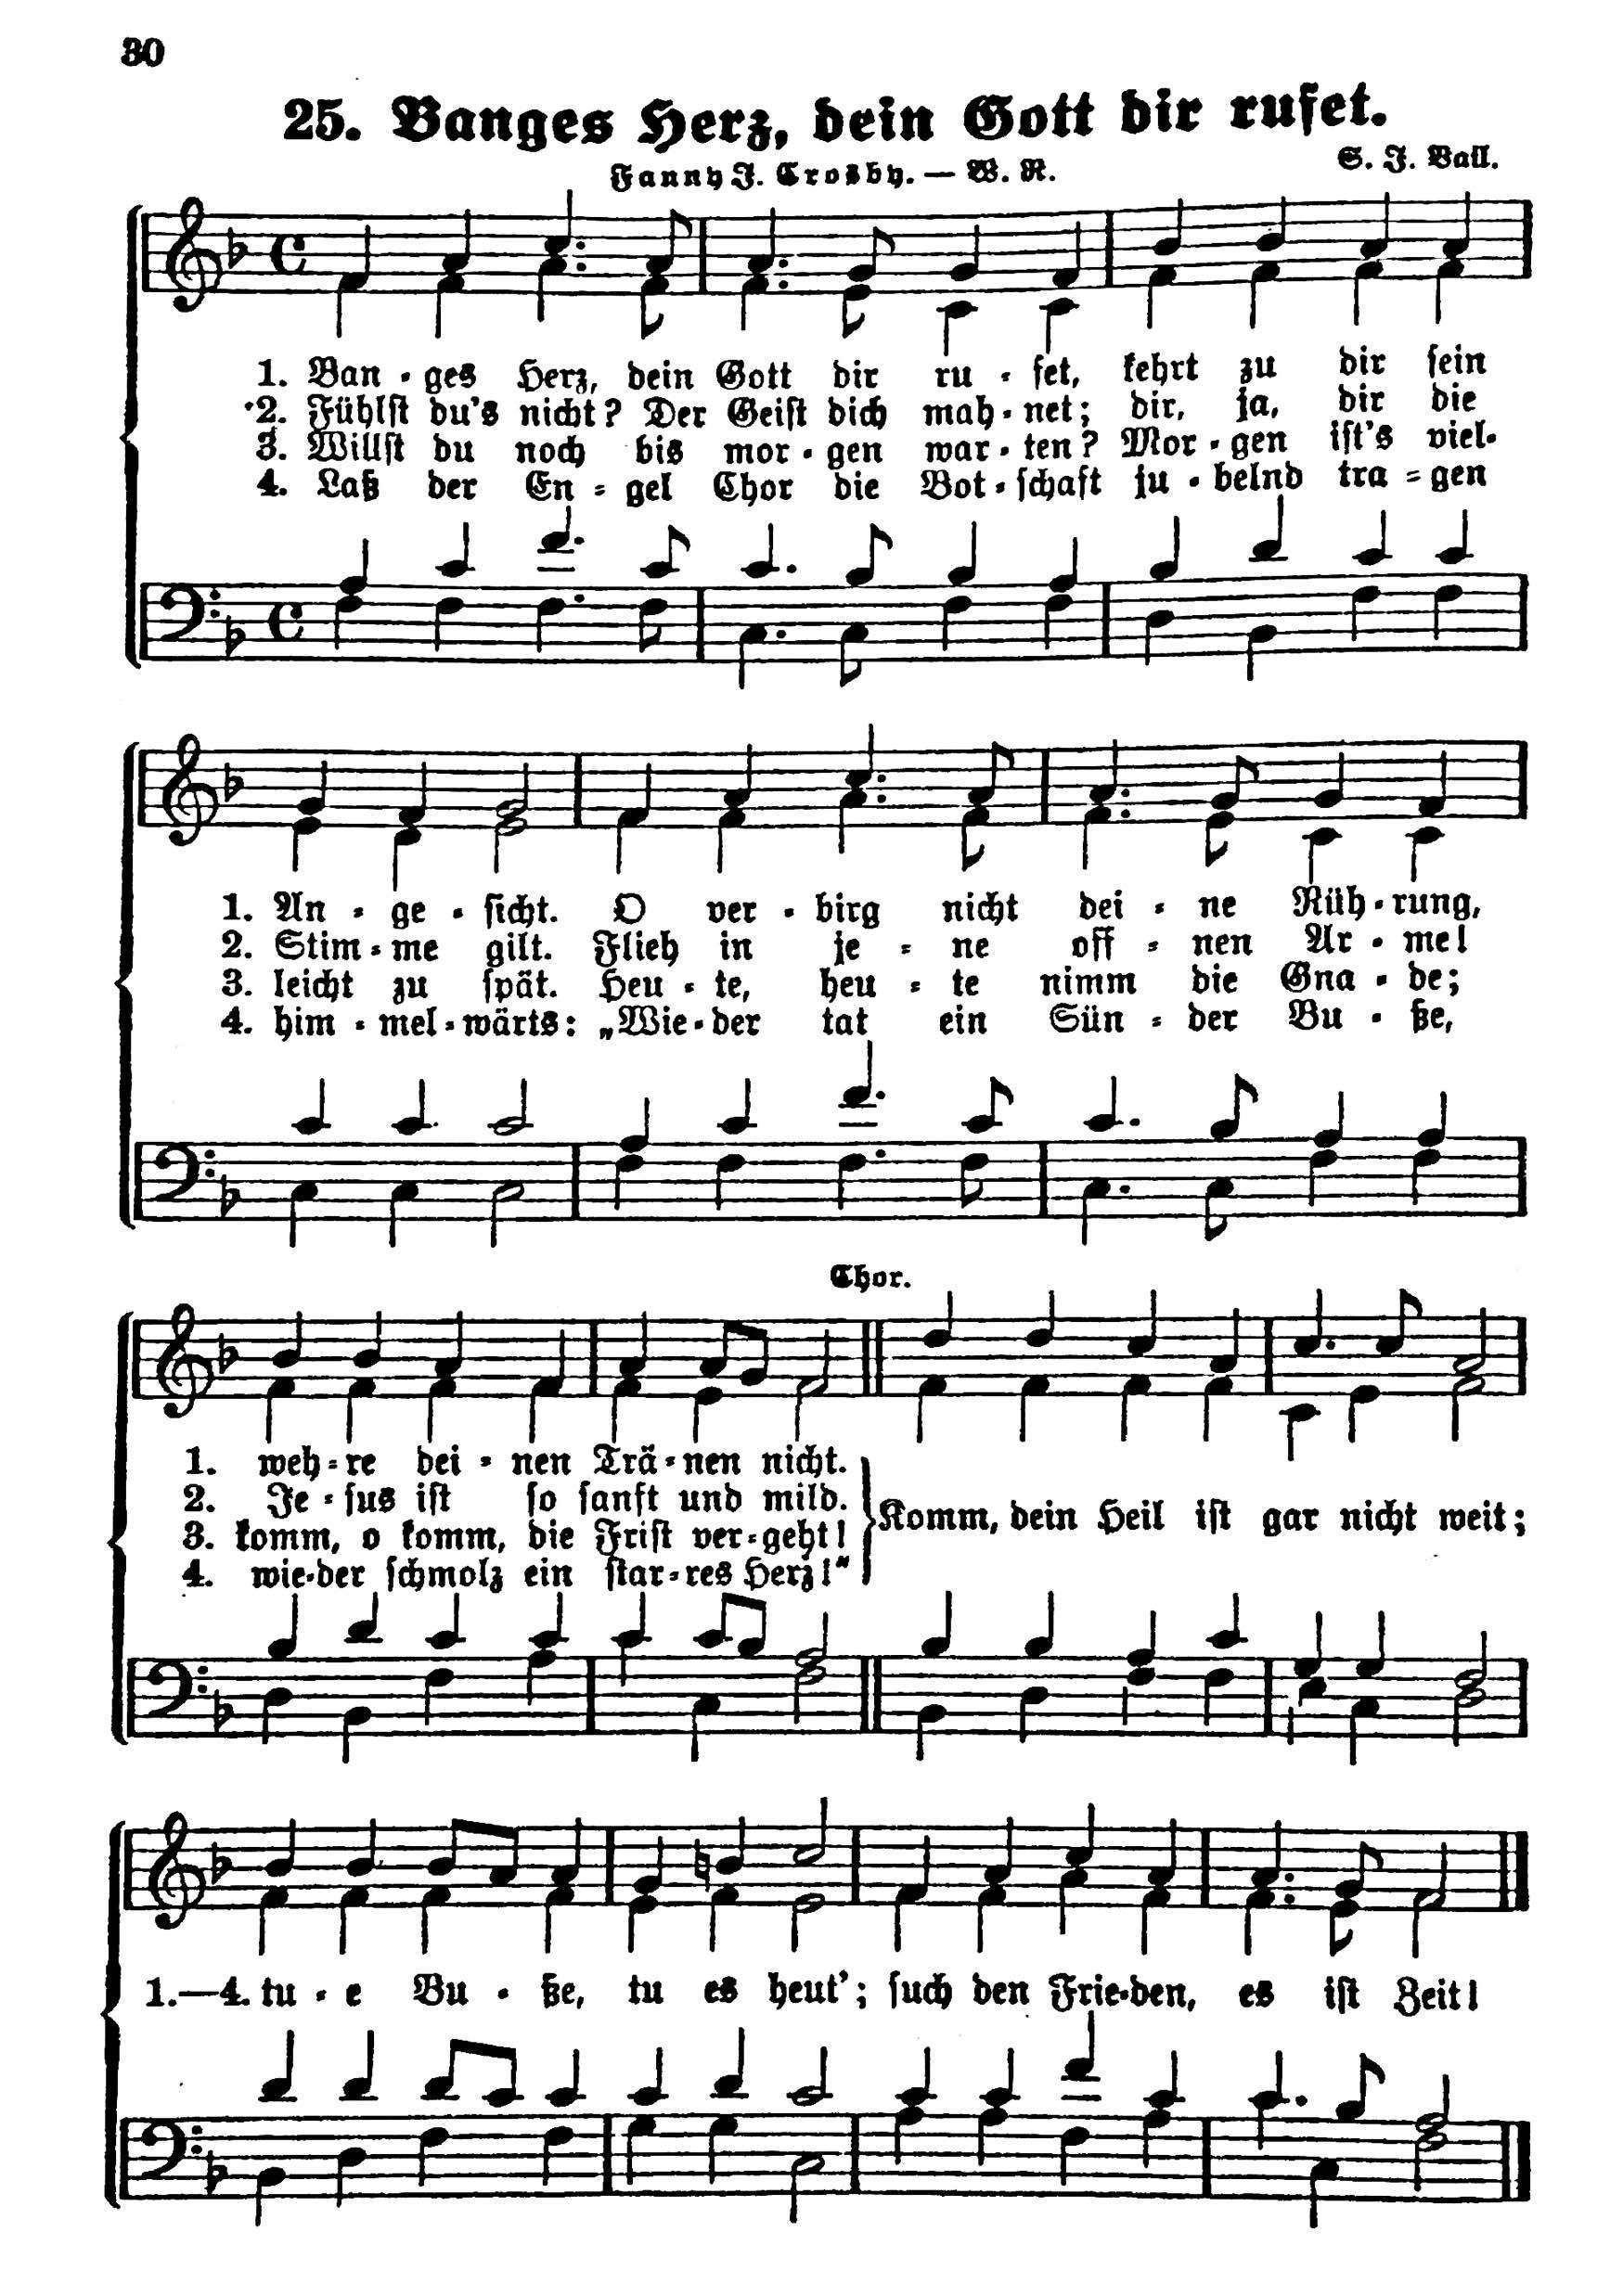 30
25. Banges Herz, dein Gott dir rufet.
Fanny J. Crosby. — W. R.
S. J. Vail.
1. Ban - ges Herz, dein Gott dir ru - fet, kehrt zu dir sein
2. Fühlst du's nicht? Der Geist dich mah - net; dir, ja, dir die
3. Willst du noch bis mor - gen war - ten? Mor - gen ist's viel-
4. Laß der En - gel Chor die Bot - schaft ju - belnd tra - gen
1. An - ge - sicht. O ver - birg nicht dei - ne Rüh - rung,
2. Stim - me gilt. Flieh in je - ne off - nen Ar - me!
3. leicht zu spät. Heu - te, heu - te nimm die Gna - de;
4. him - mel - wärts: „Wie - der tat ein Sün - der Bu - ße,
Chor.
1. weh - re dei - nen Trä - nen nicht.
2. Je - sus ist so sanft und mild.
3. komm, o komm, die Frist ver - geht!
4. wie - der schmolz ein star - res Herz!“
Komm, dein Heil ist gar nicht weit;
1.—4. tu - e Bu - ße, tu es heut'; such den Frie - den, es ist Zeit!